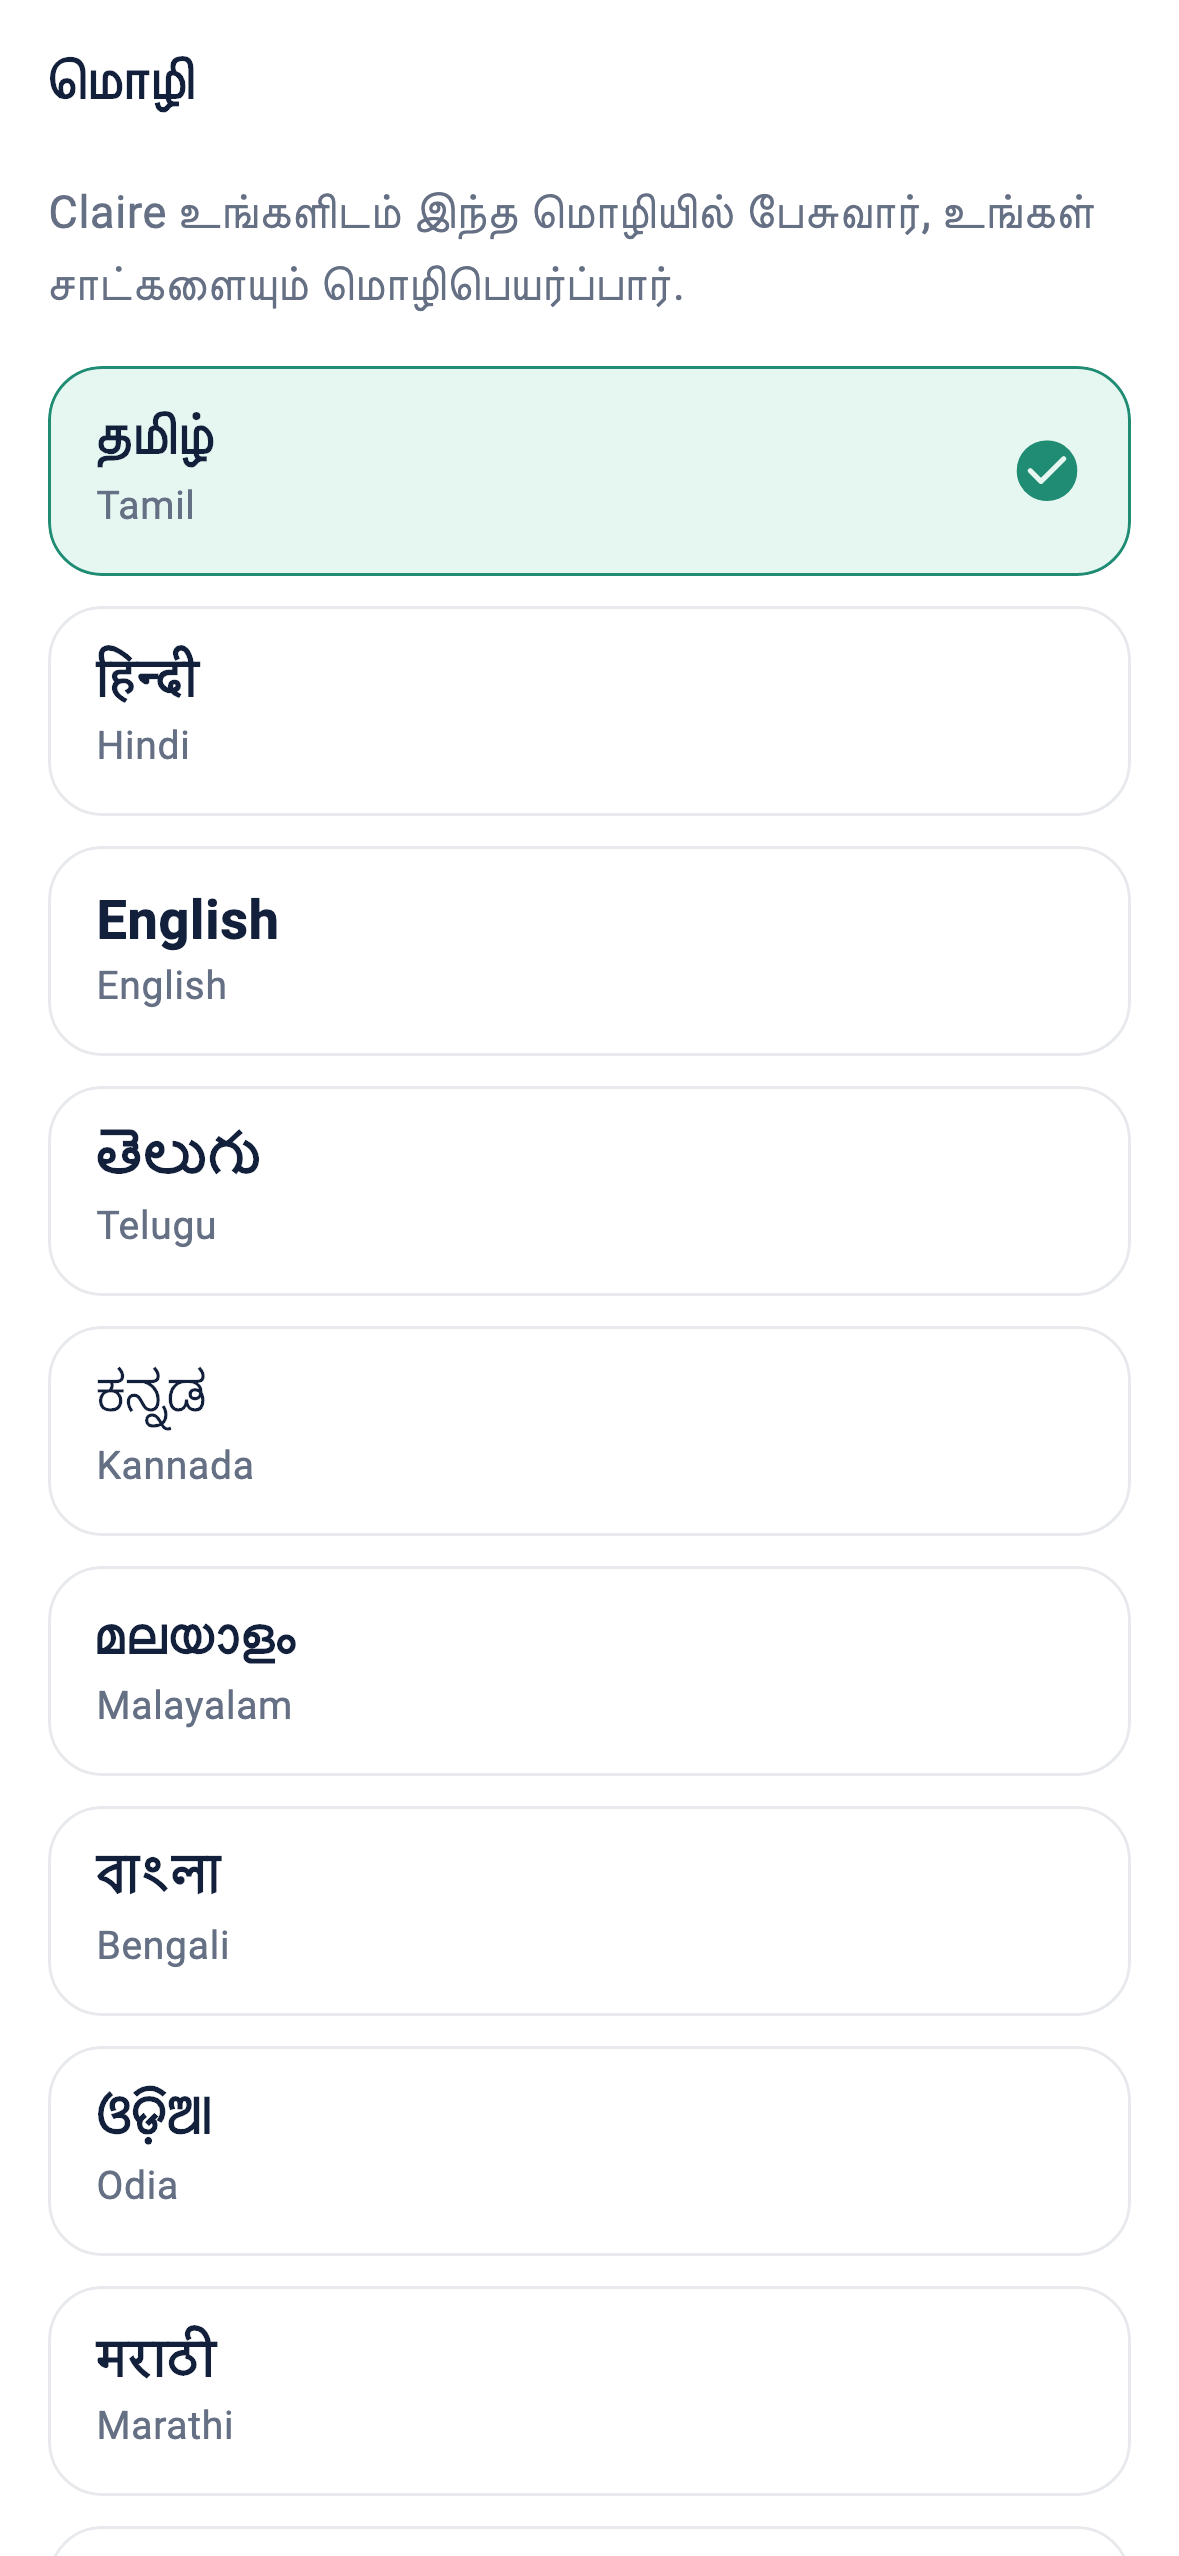 மொழி
Claire உங்களிடம் இந்த மொழியில் பேசுவார், உங்கள்
சாட்களையும் மொழிபெயர்ப்பார்.
தமிழ்
Tamil
हिन्दी
Hindi
English
English
తెలుగు
Telugu
ಕನ್ನಡ
Kannada
മലയാളം
Malayalam
বাংলা
Bengali
ଓଡ଼ିଆ
Odia
मराठी
Marathi